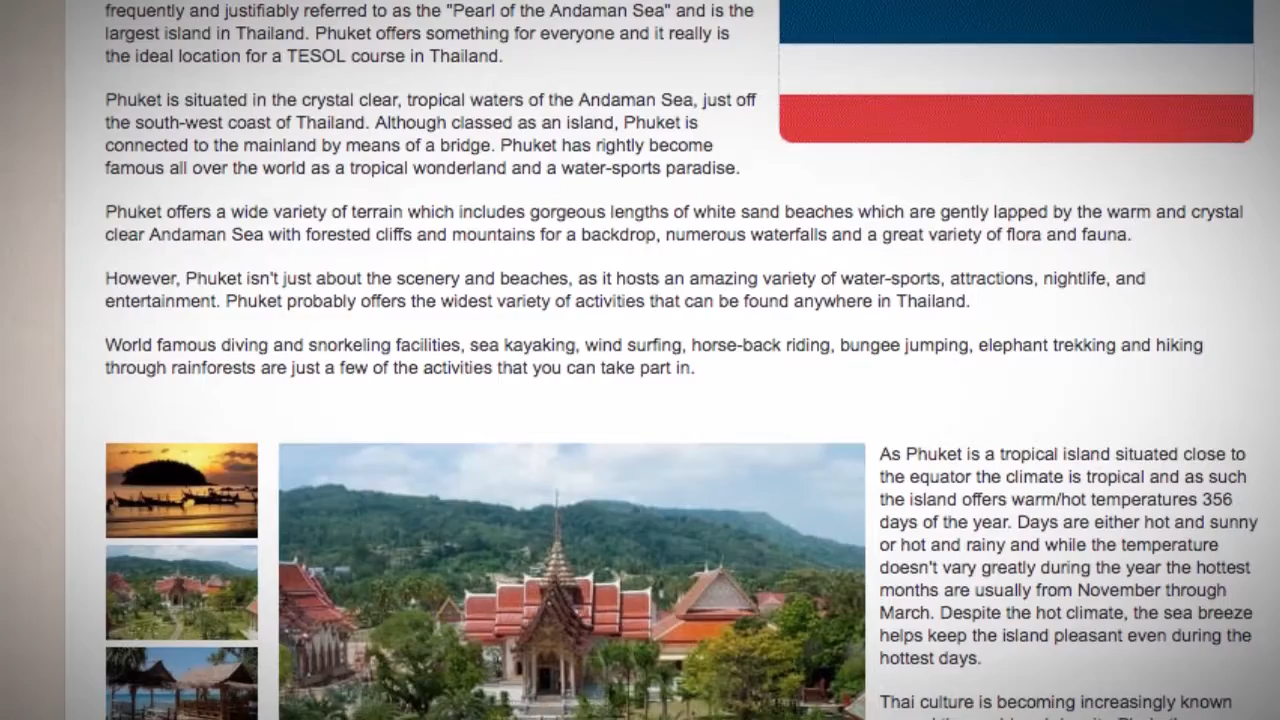 frequently and justifiably referred to as the "Pearl of the Andaman Sea" and is the
largest island in Thailand. Phuket offers something for everyone and it really is
the ideal location for a TESOL course in Thailand.
Phuket is situated in the crystal clear, tropical waters of the Andaman Sea, just off
the south-west coast of Thailand. Although classed as an island, Phuket is
connected to the mainland by means of a bridge. Phuket has rightly become
famous all over the world as a tropical wonderland and a water-sports paradise.
Phuket offers a wide variety of terrain which includes gorgeous lengths of white sand beaches which are gently lapped by the warm and crystal
clear Andaman Sea with forested cliffs and mountains for a backdrop, numerous waterfalls and a great variety of flora and fauna.
However, Phuket isn't just about the scenery and beaches, as it hosts an amazing variety of water-sports, attractions, nightlife, and
entertainment. Phuket probably offers the widest variety of activities that can be found anywhere in Thailand.
World famous diving and snorkeling facilities, sea kayaking, wind surfing, horse-back riding, bungee jumping, elephant trekking and hiking
through rainforests are just a few of the activities that you can take part in.
As Phuket is a tropical island situated close to
the equator the climate is tropical and as such
the island offers warm/hot temperatures 356
days of the year. Days are either hot and sunny
or hot and rainy and while the temperature
doesn't vary greatly during the year the hottest
months are usually from November through
March. Despite the hot climate, the sea breeze
helps keep the island pleasant even during the
hottest days.
Thai culture is becoming increasingly known